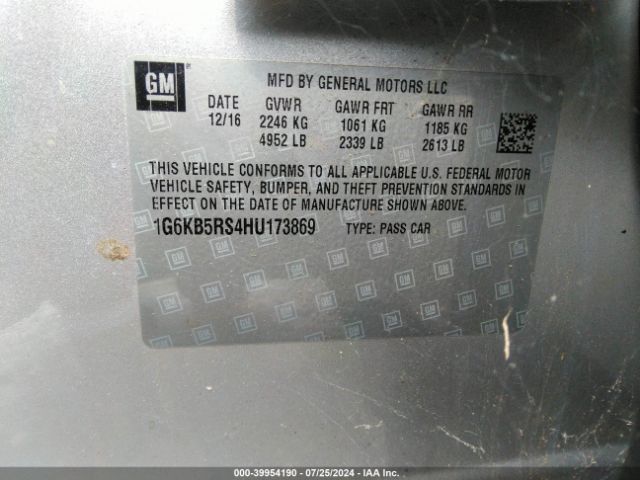 GM
MFD BY GENERAL MOTORS LLC
DATE GVWR GAWR FRT GAWR RR
12/16 2246 KG 1061 KG 1185 KG
4952 LB 2339 LB 2613 LB
THIS VEHICLE CONFORMS TO ALL APPLICABLE U.S. FEDERAL MOTOR
VEHICLE SAFETY, BUMPER, AND THEFT PREVENTION STANDARDS IN
EFFECT ON THE DATE OF MANUFACTURE SHOWN ABOVE.
1G6KB5RS4HU173869 TYPE: PASS CAR
000-39954190 - 07/25/2024 - IAA Inc.